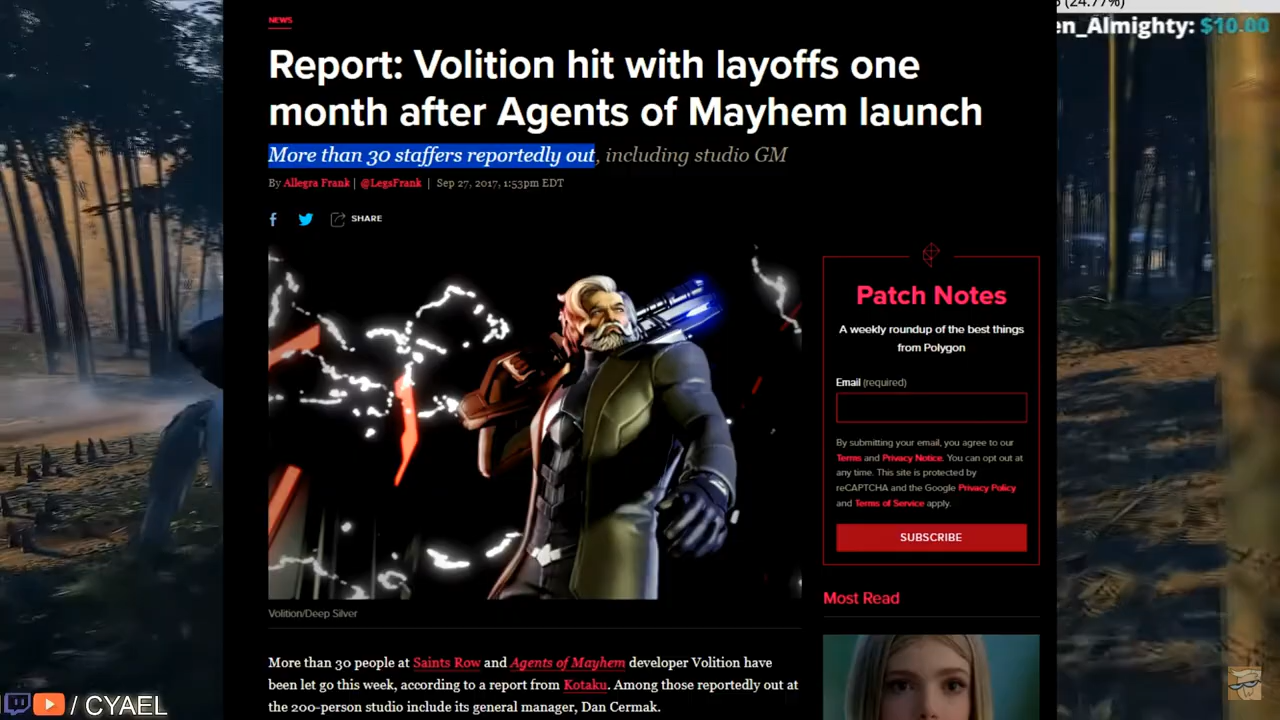 (24.77%)
en_Almighty: $10.00
NEWS
Report: Volition hit with layoffs one
month after Agents of Mayhem launch
More than 30 staffers reportedly out, including studio GM
By Allegra Frank | @LegsFrank | Sep 27, 2017, 1:53pm EDT
SHARE
Patch Notes
A weekly roundup of the best things
from Polygon
Email (required)
By submitting your email, you agree to our
Terms and Privacy Notice. You can opt out at
any time. This site is protected by
reCAPTCHA and the Google Privacy Policy
and Terms of Service apply.
SUBSCRIBE
Most Read
Volition/Deep Silver
More than 30 people at Saints Row and Agents of Mayhem developer Volition have
been let go this week, according to a report from Kotaku. Among those reportedly out at
the 200-person studio include its general manager, Dan Cermak.
/ CYAEL